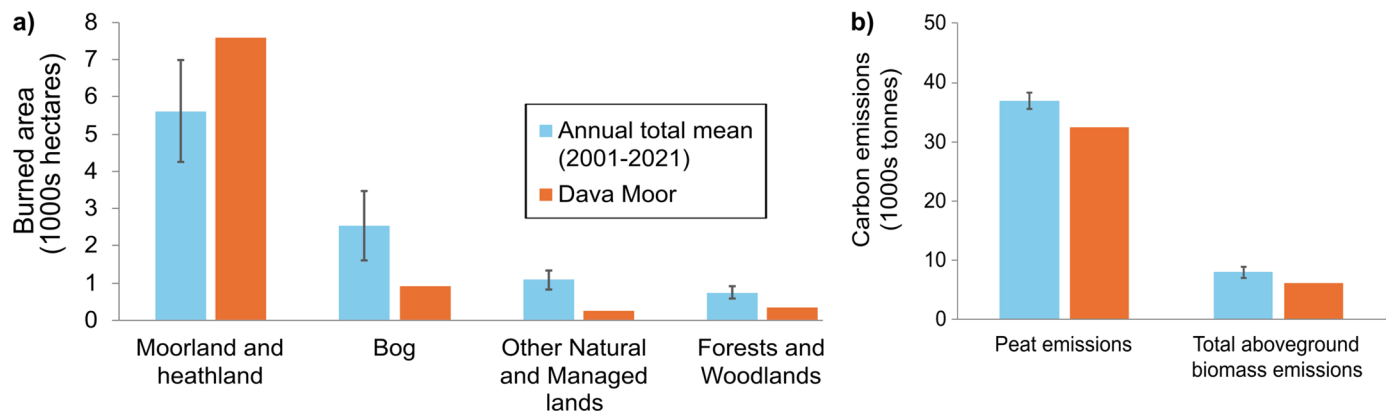 a)
Burned area
(1000s hectares)
8
7
6
5
4
3
2
1
0
Annual total mean
(2001-2021)
Dava Moor
Moorland and
heathland
Bog
Other Natural
and Managed
lands
Forests and
Woodlands
b)
Carbon emissions
(1000s tonnes)
50
40
30
20
10
0
Peat emissions
Total aboveground
biomass emissions